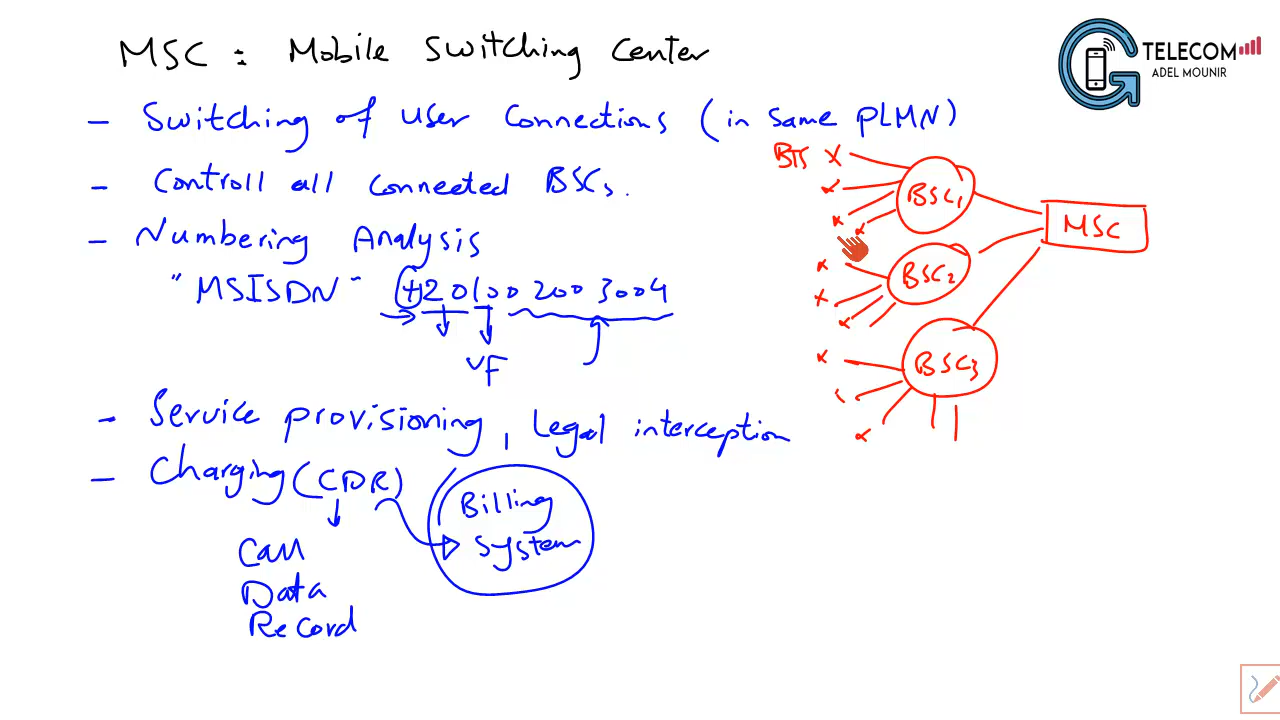 MSC : Mobile Switching Center
TELECOM
ADEL MOUNIR
- Switching of User Connections (in same PLMN)
- Controll all connected BSCs.
- Numbering Analysis
"MSISDN" +20100 200 3004
VF
- Service provisioning, Legal interception
- Charging (CDR)
Billing
System
Call
Data
Record
BTS
BSC1
MSC
BSC2
BSC3